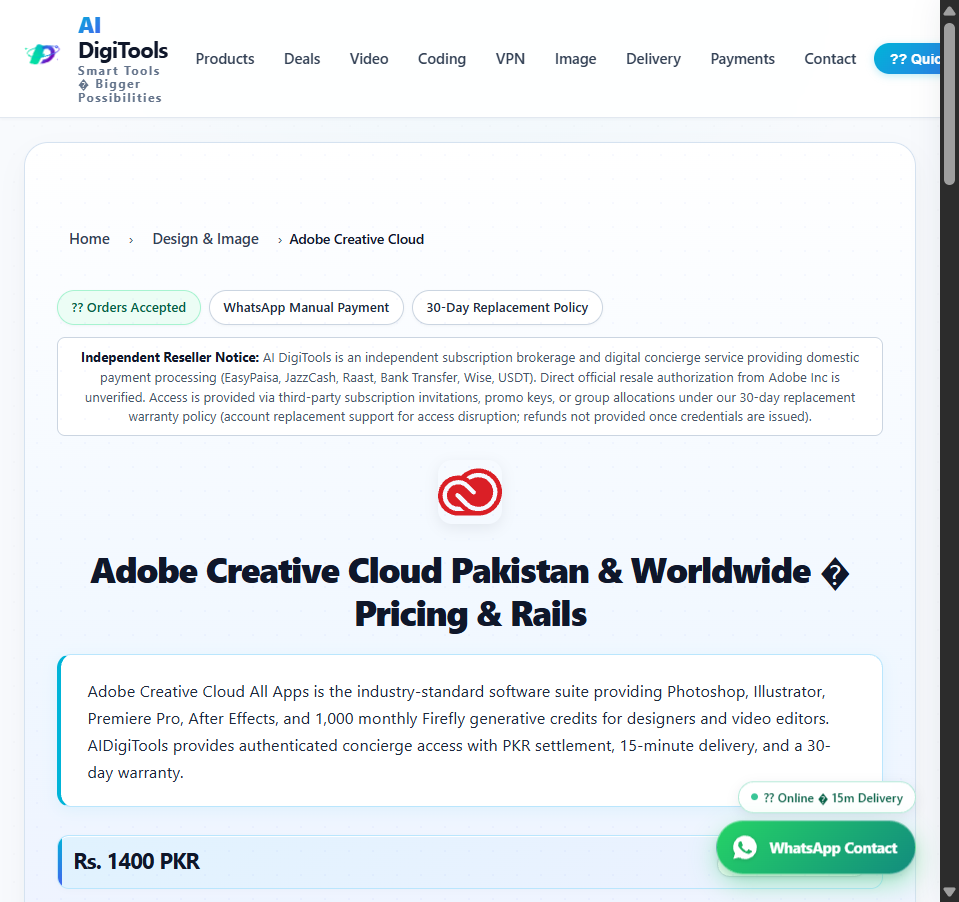 AI
DigiTools
Smart Tools
� Bigger
Possibilities
Products
Deals
Video
Coding
VPN
Image
Delivery
Payments
Contact
?? Quic
Home › Design & Image › Adobe Creative Cloud
?? Orders Accepted
WhatsApp Manual Payment
30-Day Replacement Policy
Independent Reseller Notice: AI DigiTools is an independent subscription brokerage and digital concierge service providing domestic
payment processing (EasyPaisa, JazzCash, Raast, Bank Transfer, Wise, USDT). Direct official resale authorization from Adobe Inc is
unverified. Access is provided via third-party subscription invitations, promo keys, or group allocations under our 30-day replacement
warranty policy (account replacement support for access disruption; refunds not provided once credentials are issued).
Adobe Creative Cloud Pakistan & Worldwide �
Pricing & Rails
Adobe Creative Cloud All Apps is the industry-standard software suite providing Photoshop, Illustrator,
Premiere Pro, After Effects, and 1,000 monthly Firefly generative credits for designers and video editors.
AIDigiTools provides authenticated concierge access with PKR settlement, 15-minute delivery, and a 30-
day warranty.
?? Online � 15m Delivery
Rs. 1400 PKR
WhatsApp Contact